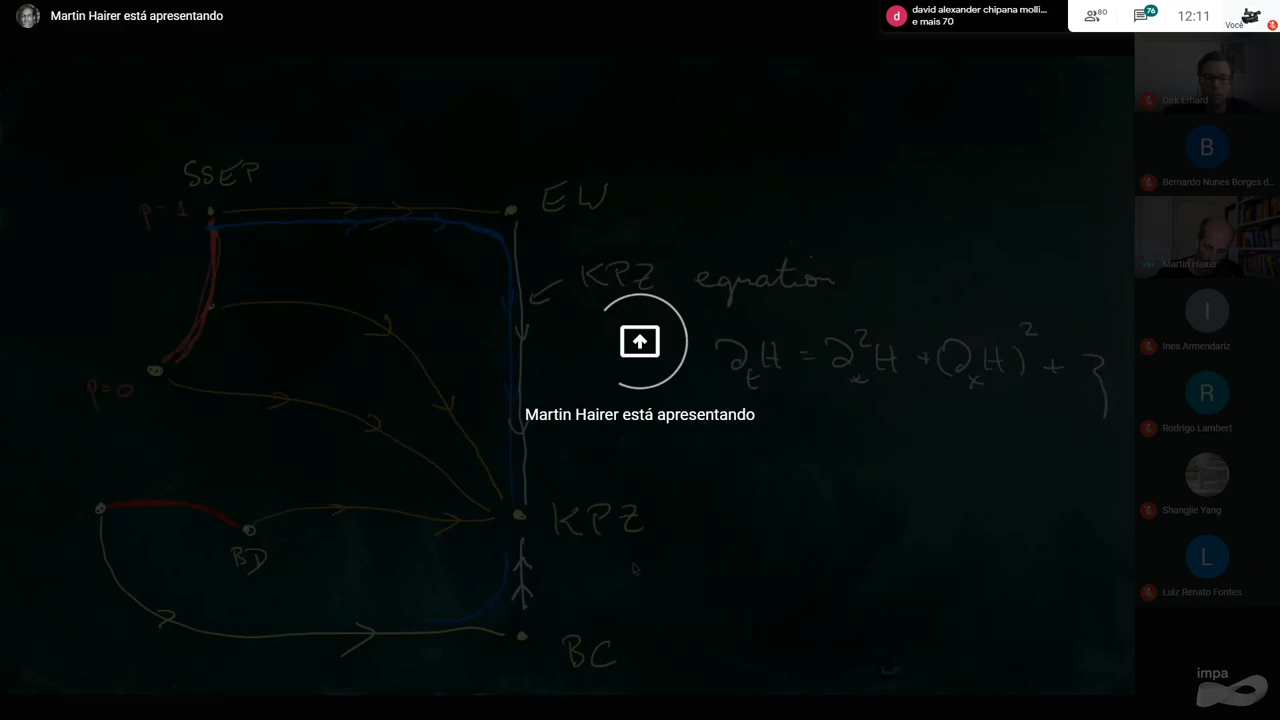 Martin Hairer está apresentando
david alexander chipana molli...
e mais 70
80
76
12:11
Você
Dirk Erhard
Bernardo Nunes Borges d...
B
Martin Hairer
I
Ines Armendariz
R
Rodrigo Lambert
Shangjie Yang
L
Luiz Renato Fontes
impa
SSEP
p=1
EW
KPZ equation
∂ₜH = ∂ₓ²H + (∂ₓH)² + ξ
Martin Hairer está apresentando
p=0
KPZ
BD
BC